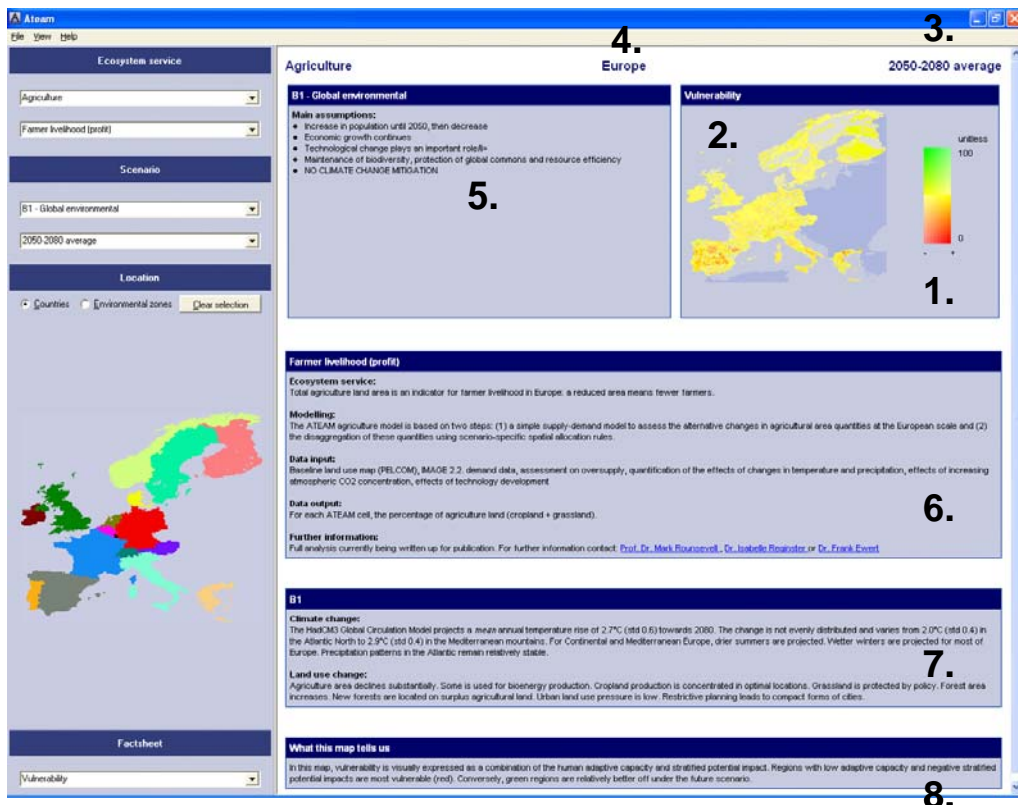 Ateam
File View Help
3.
Ecosystem service
Agriculture
Farmer livelihood (profit)
Scenario
B1 - Global environmental
2050-2080 average
Location
Countries Environmental zones Clear selection
Factsheet
Vulnerability
4.
Agriculture Europe 2050-2080 average
B1 - Global environmental
Main assumptions:
• Increase in population until 2050, then decrease
• Economic growth continues
• Technological change plays an important role/li>
• Maintenance of biodiversity, protection of global commons and resource efficiency
• NO CLIMATE CHANGE MITIGATION
5.
Vulnerability
2.
unitless
100
0
- +
1.
Farmer livelihood (profit)
Ecosystem service:
Total agriculture land area is an indicator for farmer livelihood in Europe: a reduced area means fewer farmers.
Modelling:
The ATEAM agriculture model is based on two steps: (1) a simple supply-demand model to assess the alternative changes in agricultural area quantities at the European scale and (2)
the disaggregation of these quantities using scenario-specific spatial allocation rules.
Data input:
Baseline land use map (PELCOM), IMAGE 2.2. demand data, assessment on oversupply, quantification of the effects of changes in temperature and precipitation, effects of increasing
atmospheric CO2 concentration, effects of technology development
Data output:
For each ATEAM cell, the percentage of agriculture land (cropland + grassland).
6.
Further information:
Full analysis currently being written up for publication. For further information contact: Prof. Dr. Mark Rounsevell , Dr. Isabelle Reginster or Dr. Frank Ewert
B1
Climate change:
The HadCM3 Global Circulation Model projects a mean annual temperature rise of 2.7°C (std 0.6) towards 2080. The change is not evenly distributed and varies from 2.0°C (std 0.4) in
the Atlantic North to 2.9°C (std 0.4) in the Mediterranean mountains. For Continental and Mediterranean Europe, drier summers are projected. Wetter winters are projected for most of
Europe. Precipitation patterns in the Atlantic remain relatively stable.
7.
Land use change:
Agriculture area declines substantially. Some is used for bioenergy production. Cropland production is concentrated in optimal locations. Grassland is protected by policy. Forest area
increases. New forests are located on surplus agricultural land. Urban land use pressure is low. Restrictive planning leads to compact forms of cities.
What this map tells us
In this map, vulnerability is visually expressed as a combination of the human adaptive capacity and stratified potential impact. Regions with low adaptive capacity and negative stratified
potential impacts are most vulnerable (red). Conversely, green regions are relatively better off under the future scenario.
8.